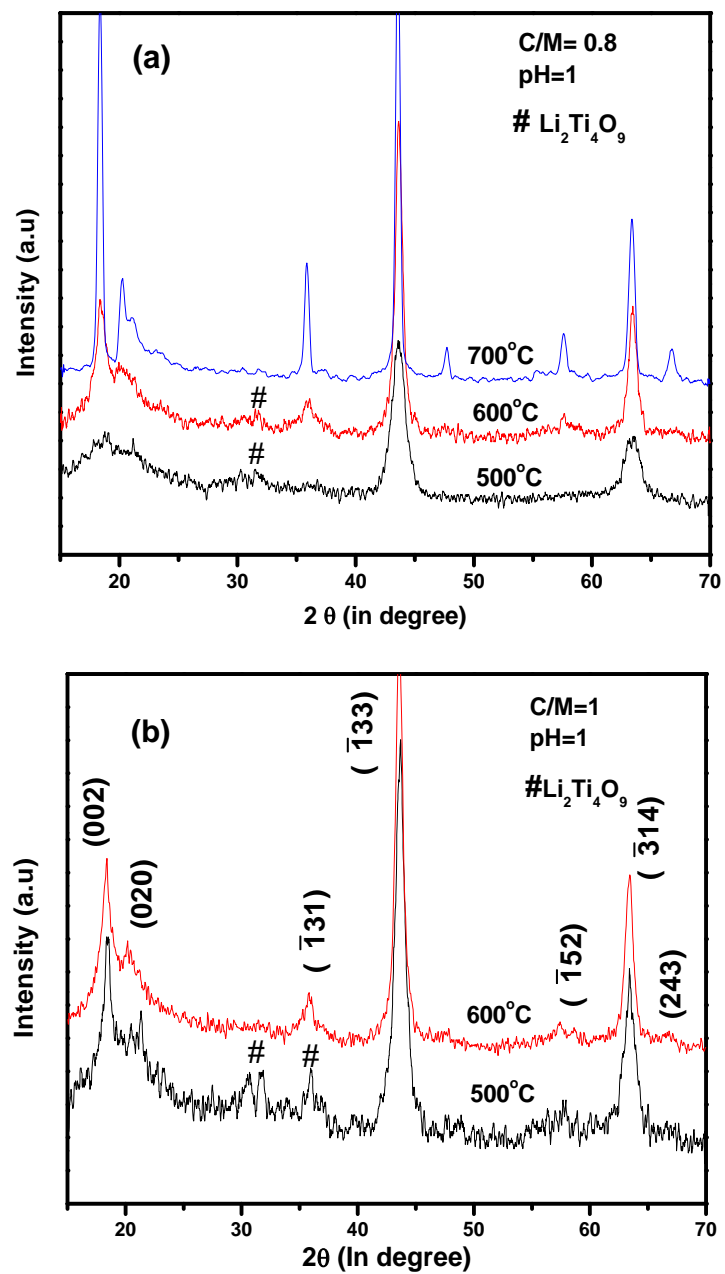 (a)
C/M= 0.8
pH=1
# Li₂Ti₄O₉
700°C
#
600°C
#
500°C
Intensity (a.u)
20 30 40 50 60 70
2 θ (in degree)
(b)
C/M=1
pH=1
#Li₂Ti₄O₉
(002)
(020)
(1̅31)
(1̅33)
(1̅52)
(3̅14)
(243)
600°C
# #
500°C
Intensity (a.u)
20 30 40 50 60 70
2θ (In degree)